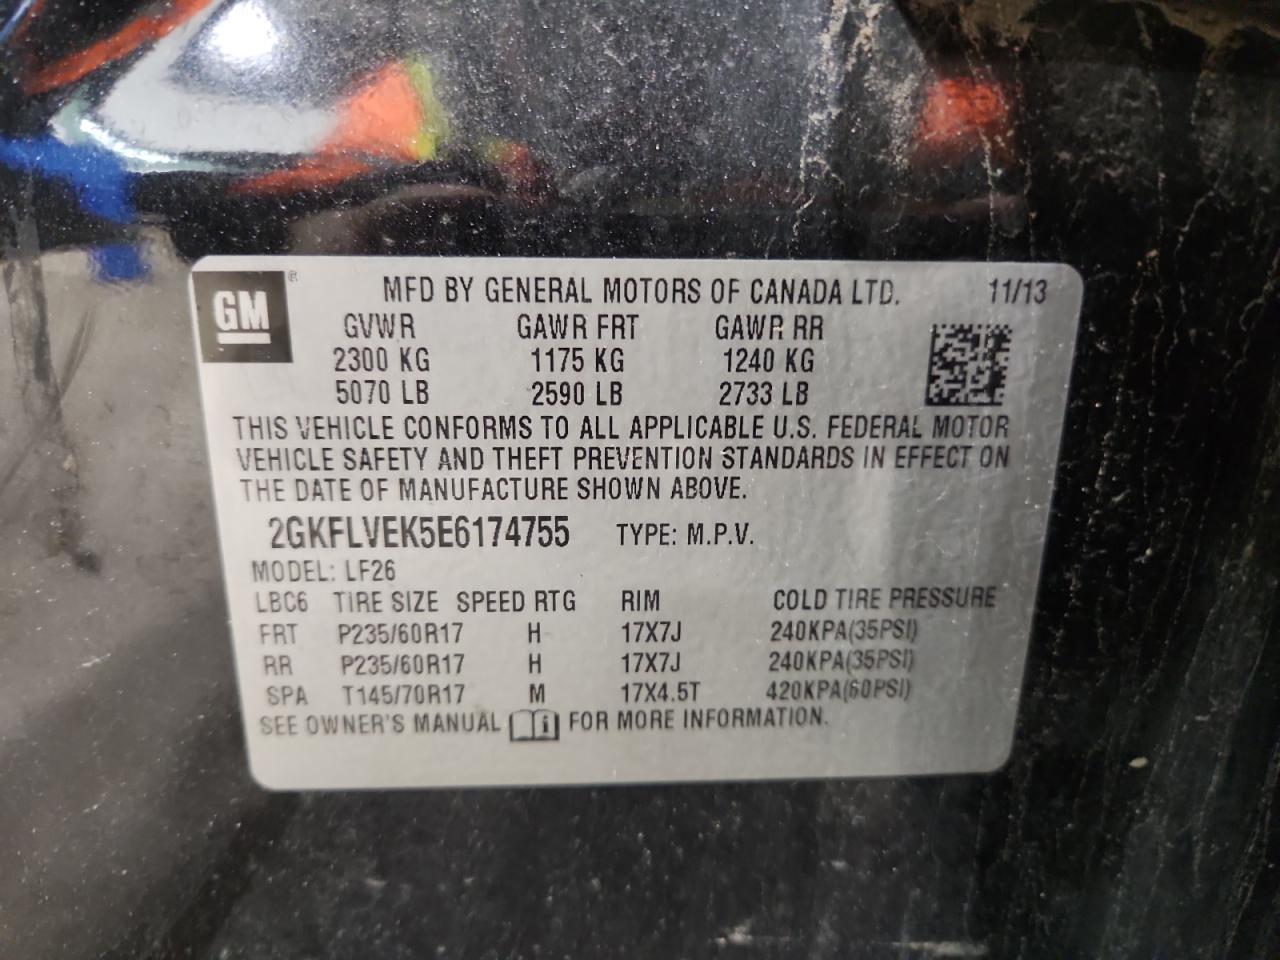 GM ®
MFD BY GENERAL MOTORS OF CANADA LTD. 11/13
GVWR GAWR FRT GAWR RR
2300 KG 1175 KG 1240 KG
5070 LB 2590 LB 2733 LB
THIS VEHICLE CONFORMS TO ALL APPLICABLE U.S. FEDERAL MOTOR
VEHICLE SAFETY AND THEFT PREVENTION STANDARDS IN EFFECT ON
THE DATE OF MANUFACTURE SHOWN ABOVE.
2GKFLVEK5E6174755 TYPE: M.P.V.
MODEL: LF26
LBC6 TIRE SIZE SPEED RTG RIM COLD TIRE PRESSURE
FRT P235/60R17 H 17X7J 240KPA(35PSI)
RR P235/60R17 H 17X7J 240KPA(35PSI)
SPA T145/70R17 M 17X4.5T 420KPA(60PSI)
SEE OWNER'S MANUAL i FOR MORE INFORMATION.